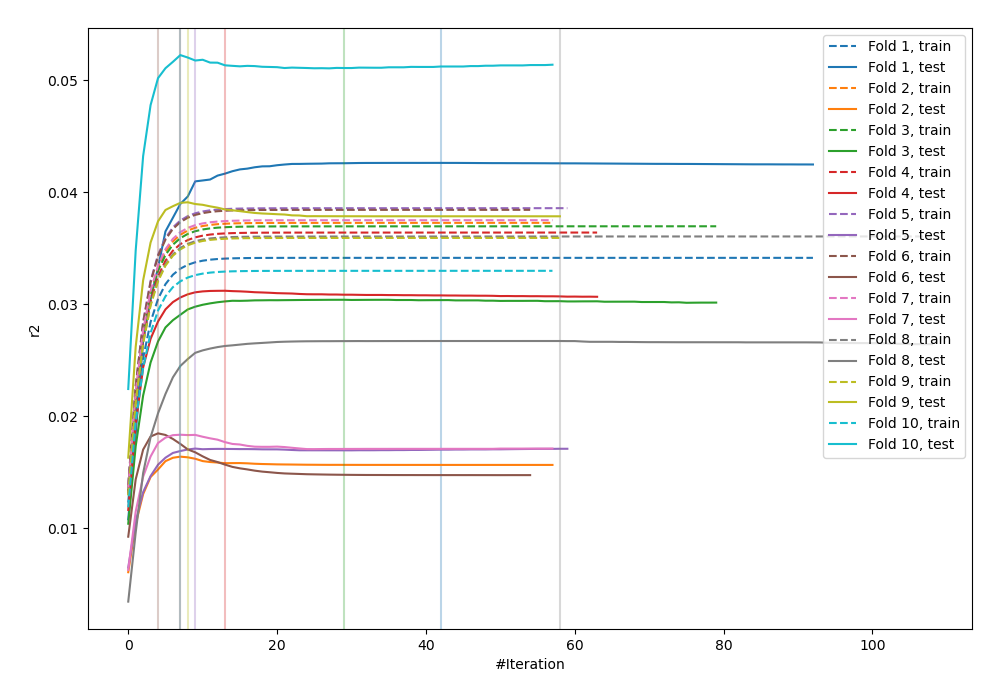 0.05
0.04
0.03
0.02
0.01
r2
0
20
40
60
80
100
#Iteration
Fold 1, train
Fold 1, test
Fold 2, train
Fold 2, test
Fold 3, train
Fold 3, test
Fold 4, train
Fold 4, test
Fold 5, train
Fold 5, test
Fold 6, train
Fold 6, test
Fold 7, train
Fold 7, test
Fold 8, train
Fold 8, test
Fold 9, train
Fold 9, test
Fold 10, train
Fold 10, test